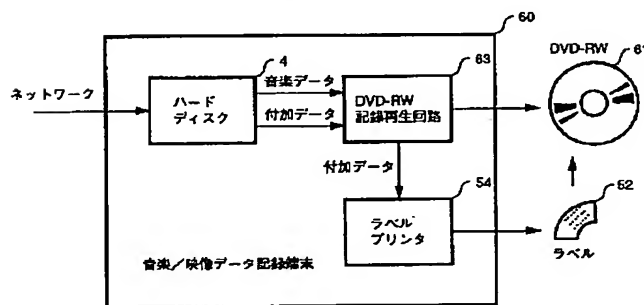 60
4
63
DVD-RW
61
ネットワーク
ハード
ディスク
音楽データ
付加データ
DVD-RW
記録再生回路
付加データ
54
ラベル
プリンタ
52
ラベル
音楽/映像データ記録端末